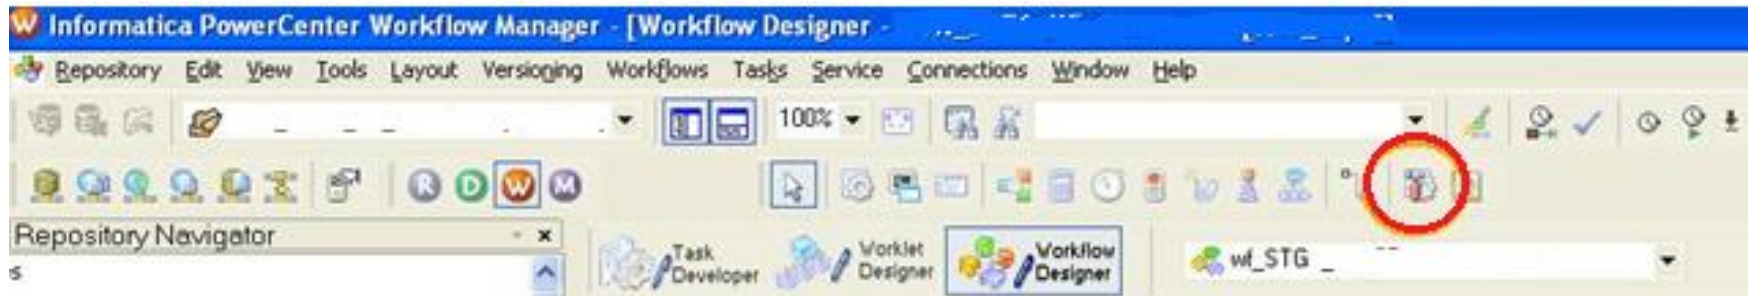 Informatica PowerCenter Workflow Manager - [Workflow Designer -
Repository Edit View Tools Layout Versioning Workflows Tasks Service Connections Window Help
100%
R D W M
Repository Navigator
Task Developer
Worklet Designer
Workflow Designer
wf_STG _
s